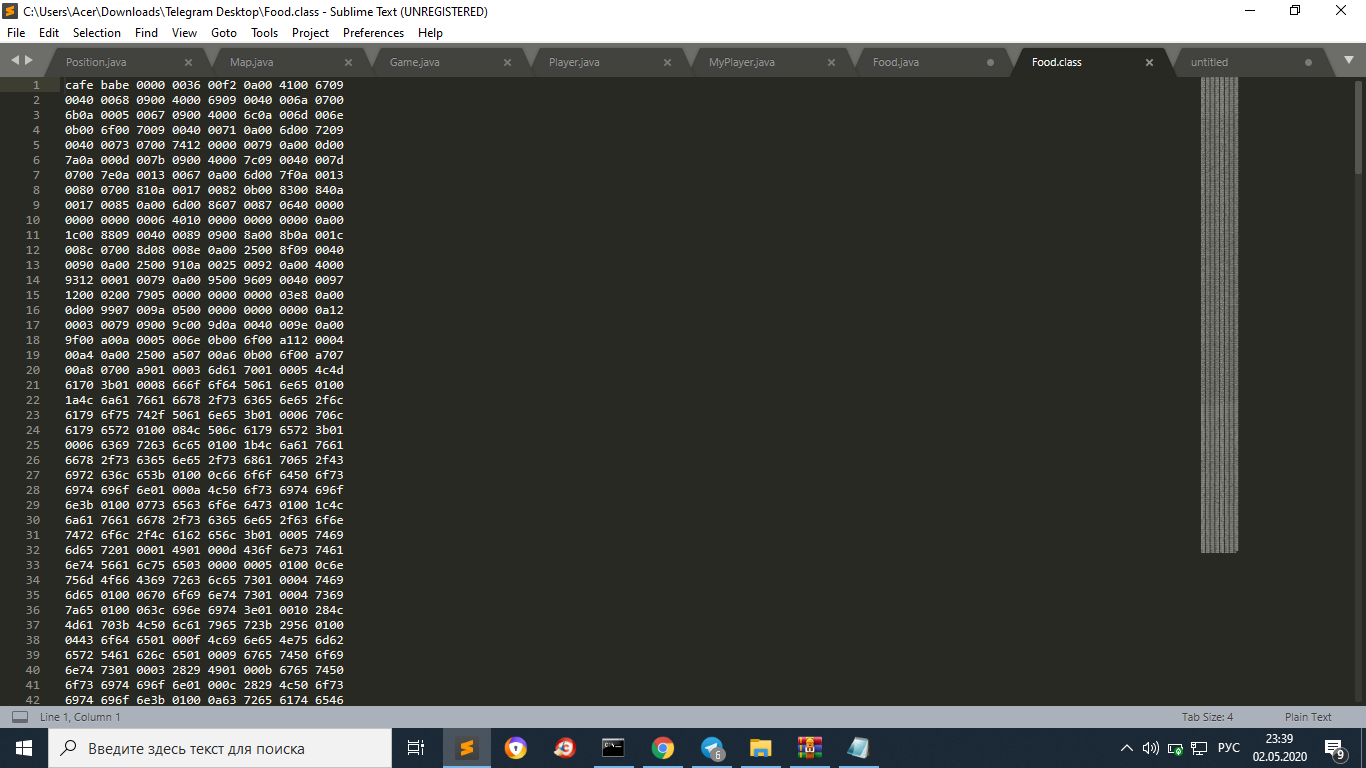 C:\Users\Acer\Downloads\Telegram Desktop\Food.class - Sublime Text (UNREGISTERED)
File Edit Selection Find View Goto Tools Project Preferences Help
Position.java Map.java Game.java Player.java MyPlayer.java Food.java Food.class untitled
1 cafe babe 0000 0036 00f2 0a00 4100 6709
2 0040 0068 0900 4000 6909 0040 006a 0700
3 6b0a 0005 0067 0900 4000 6c0a 006d 006e
4 0b00 6f00 7009 0040 0071 0a00 6d00 7209
5 0040 0073 0700 7412 0000 0079 0a00 0d00
6 7a0a 000d 007b 0900 4000 7c09 0040 007d
7 0700 7e0a 0013 0067 0a00 6d00 7f0a 0013
8 0080 0700 810a 0017 0082 0b00 8300 840a
9 0017 0085 0a00 6d00 8607 0087 0640 0000
10 0000 0000 0006 4010 0000 0000 0000 0a00
11 1c00 8809 0040 0089 0900 8a00 8b0a 001c
12 008c 0700 8d08 008e 0a00 2500 8f09 0040
13 0090 0a00 2500 910a 0025 0092 0a00 4000
14 9312 0001 0079 0a00 9500 9609 0040 0097
15 1200 0200 7905 0000 0000 0000 03e8 0a00
16 0d00 9907 009a 0500 0000 0000 0000 0a12
17 0003 0079 0900 9c00 9d0a 0040 009e 0a00
18 9f00 a00a 0005 006e 0b00 6f00 a112 0004
19 00a4 0a00 2500 a507 00a6 0b00 6f00 a707
20 00a8 0700 a901 0003 6d61 7001 0005 4c4d
21 6170 3b01 0008 666f 6f64 5061 6e65 0100
22 1a4c 6a61 7661 6678 2f73 6365 6e65 2f6c
23 6179 6f75 742f 5061 6e65 3b01 0006 706c
24 6179 6572 0100 084c 506c 6179 6572 3b01
25 0006 6369 7263 6c65 0100 1b4c 6a61 7661
26 6678 2f73 6365 6e65 2f73 6861 7065 2f43
27 6972 636c 653b 0100 0c66 6f6f 6450 6f73
28 6974 696f 6e01 000a 4c50 6f73 6974 696f
29 6e3b 0100 0773 6563 6f6e 6473 0100 1c4c
30 6a61 7661 6678 2f73 6365 6e65 2f63 6f6e
31 7472 6f6c 2f4c 6162 656c 3b01 0005 7469
32 6d65 7201 0001 4901 000d 436f 6e73 7461
33 6e74 5661 6c75 6503 0000 0005 0100 0c6e
34 756d 4f66 4369 7263 6c65 7301 0004 7469
35 6d65 0100 0670 6f69 6e74 7301 0004 7369
36 7a65 0100 063c 696e 6974 3e01 0010 284c
37 4d61 703b 4c50 6c61 7965 723b 2956 0100
38 0443 6f64 6501 000f 4c69 6e65 4e75 6d62
39 6572 5461 626c 6501 0009 6765 7450 6f69
40 6e74 7301 0003 2829 4901 000b 6765 7450
41 6f73 6974 696f 6e01 000c 2829 4c50 6f73
42 6974 696f 6e3b 0100 0a63 7265 6174 6546
Line 1, Column 1 Tab Size: 4 Plain Text
Введите здесь текст для поиска 6 РУС 23:39 9
02.05.2020